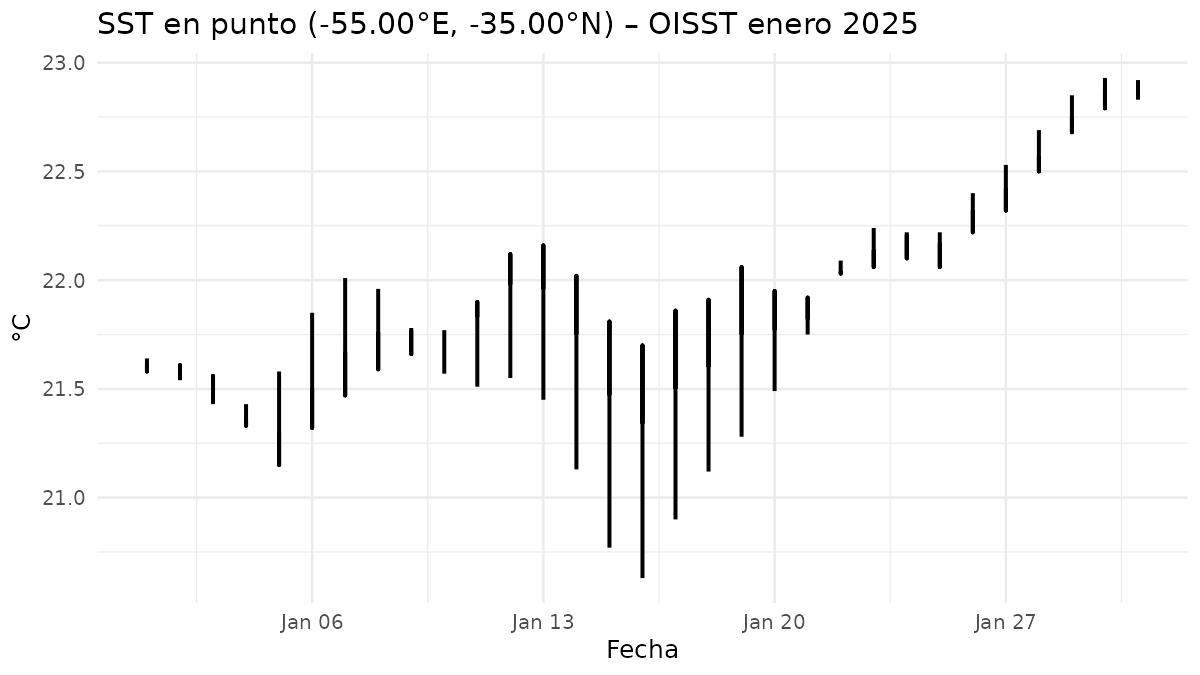 SST en punto (-55.00°E, -35.00°N) – OISST enero 2025
23.0
22.5
22.0
21.5
21.0
°C
Jan 06
Jan 13
Jan 20
Jan 27
Fecha